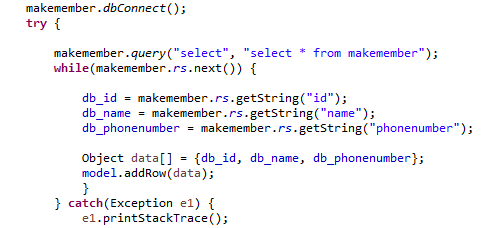 makemember.dbConnect();
try {
makemember.query("select", "select * from makemember");
while(makemember.rs.next()) {
db_id = makemember.rs.getString("id");
db_name = makemember.rs.getString("name");
db_phonenumber = makemember.rs.getString("phonenumber");
Object data[] = {db_id, db_name, db_phonenumber};
model.addRow(data);
}
} catch(Exception e1) {
e1.printStackTrace();